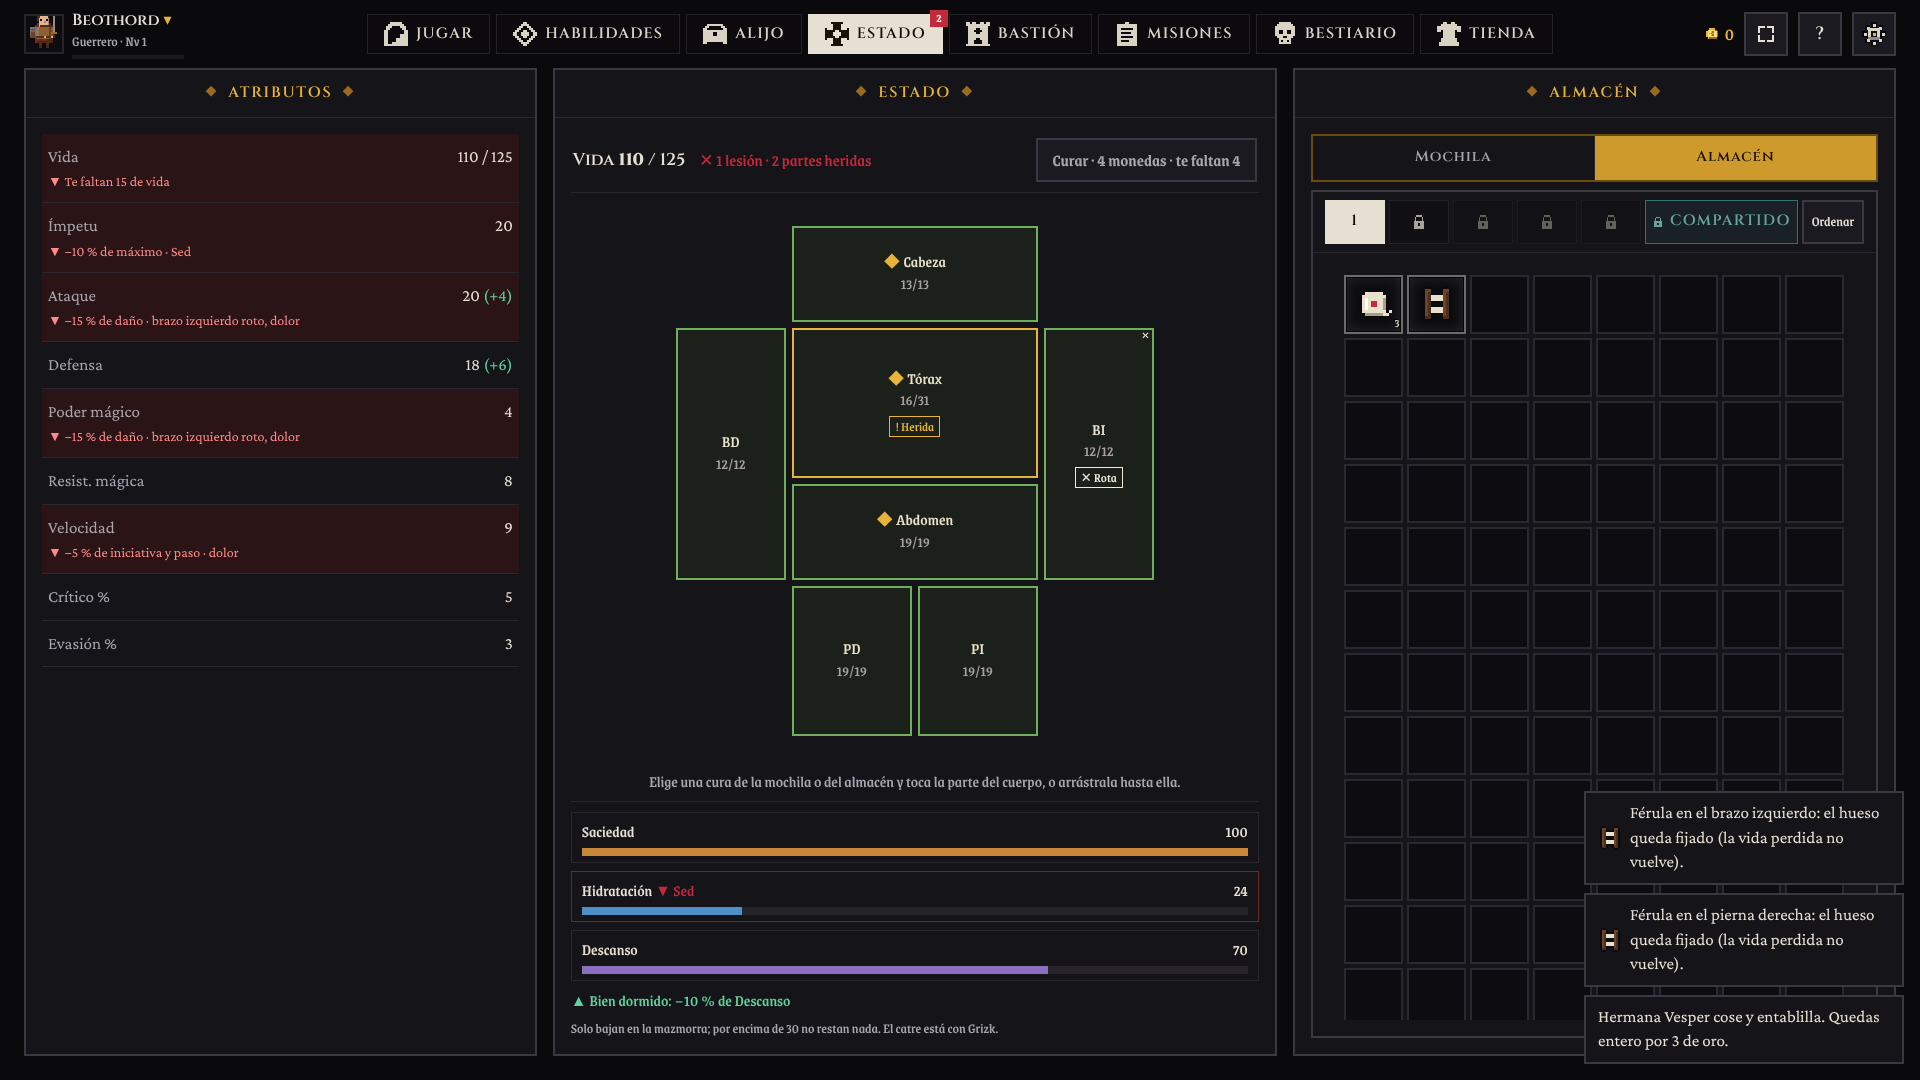 Beothord ▼
Guerrero · Nv 1
JUGAR
HABILIDADES
ALIJO
ESTADO
2
BASTIÓN
MISIONES
BESTIARIO
TIENDA
0
?
ATRIBUTOS
Vida 110 / 125
▼ Te faltan 15 de vida
Ímpetu 20
▼ −10 % de máximo · Sed
Ataque 20 (+4)
▼ −15 % de daño · brazo izquierdo roto, dolor
Defensa 18 (+6)
Poder mágico 4
▼ −15 % de daño · brazo izquierdo roto, dolor
Resist. mágica 8
Velocidad 9
▼ −5 % de iniciativa y paso · dolor
Crítico % 5
Evasión % 3
ESTADO
Vida 110 / 125
✕ 1 lesión · 2 partes heridas
Curar · 4 monedas · te faltan 4
Cabeza
13/13
Tórax
16/31
! Herida
BD
12/12
✕
BI
12/12
✕ Rota
Abdomen
19/19
PD
19/19
PI
19/19
Elige una cura de la mochila o del almacén y toca la parte del cuerpo, o arrástrala hasta ella.
Saciedad 100
Hidratación ▼ Sed 24
Descanso 70
▲ Bien dormido: −10 % de Descanso
Solo bajan en la mazmorra; por encima de 30 no restan nada. El catre está con Grizk.
ALMACÉN
Mochila
Almacén
1
COMPARTIDO
Ordenar
3
Férula en el brazo izquierdo: el hueso
queda fijado (la vida perdida no
vuelve).
Férula en el pierna derecha: el hueso
queda fijado (la vida perdida no
vuelve).
Hermana Vesper cose y entablilla. Quedas
entero por 3 de oro.